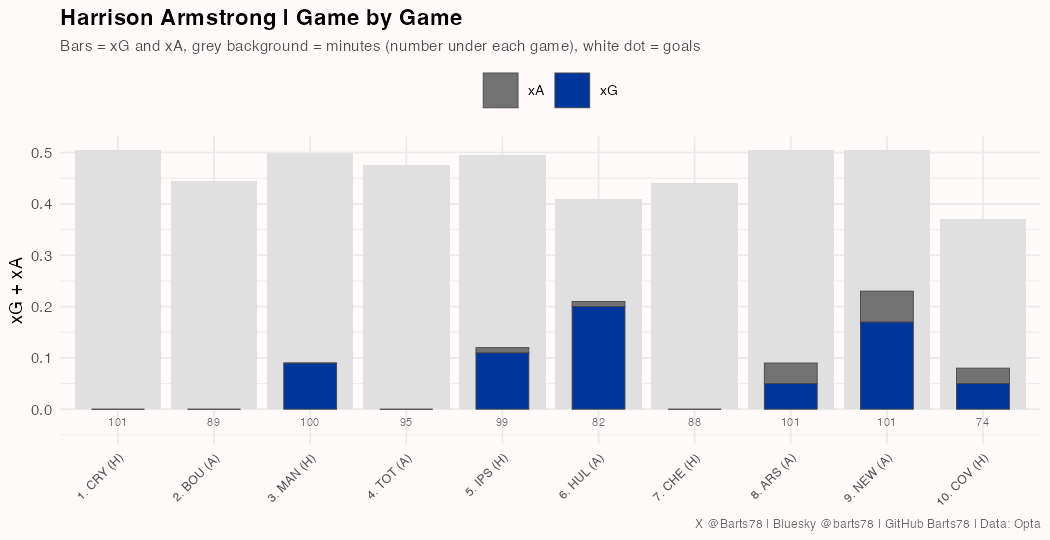 Harrison Armstrong | Game by Game
Bars = xG and xA, grey background = minutes (number under each game), white dot = goals
xA xG
xG + xA
0.5
0.4
0.3
0.2
0.1
0.0
101 89 100 95 99 82 88 101 101 74
1. CRY (H) 2. BOU (A) 3. MAN (H) 4. TOT (A) 5. IPS (H) 6. HUL (A) 7. CHE (H) 8. ARS (A) 9. NEW (A) 10. COV (H)
X @Barts78 | Bluesky @barts78 | GitHub Barts78 | Data: Opta